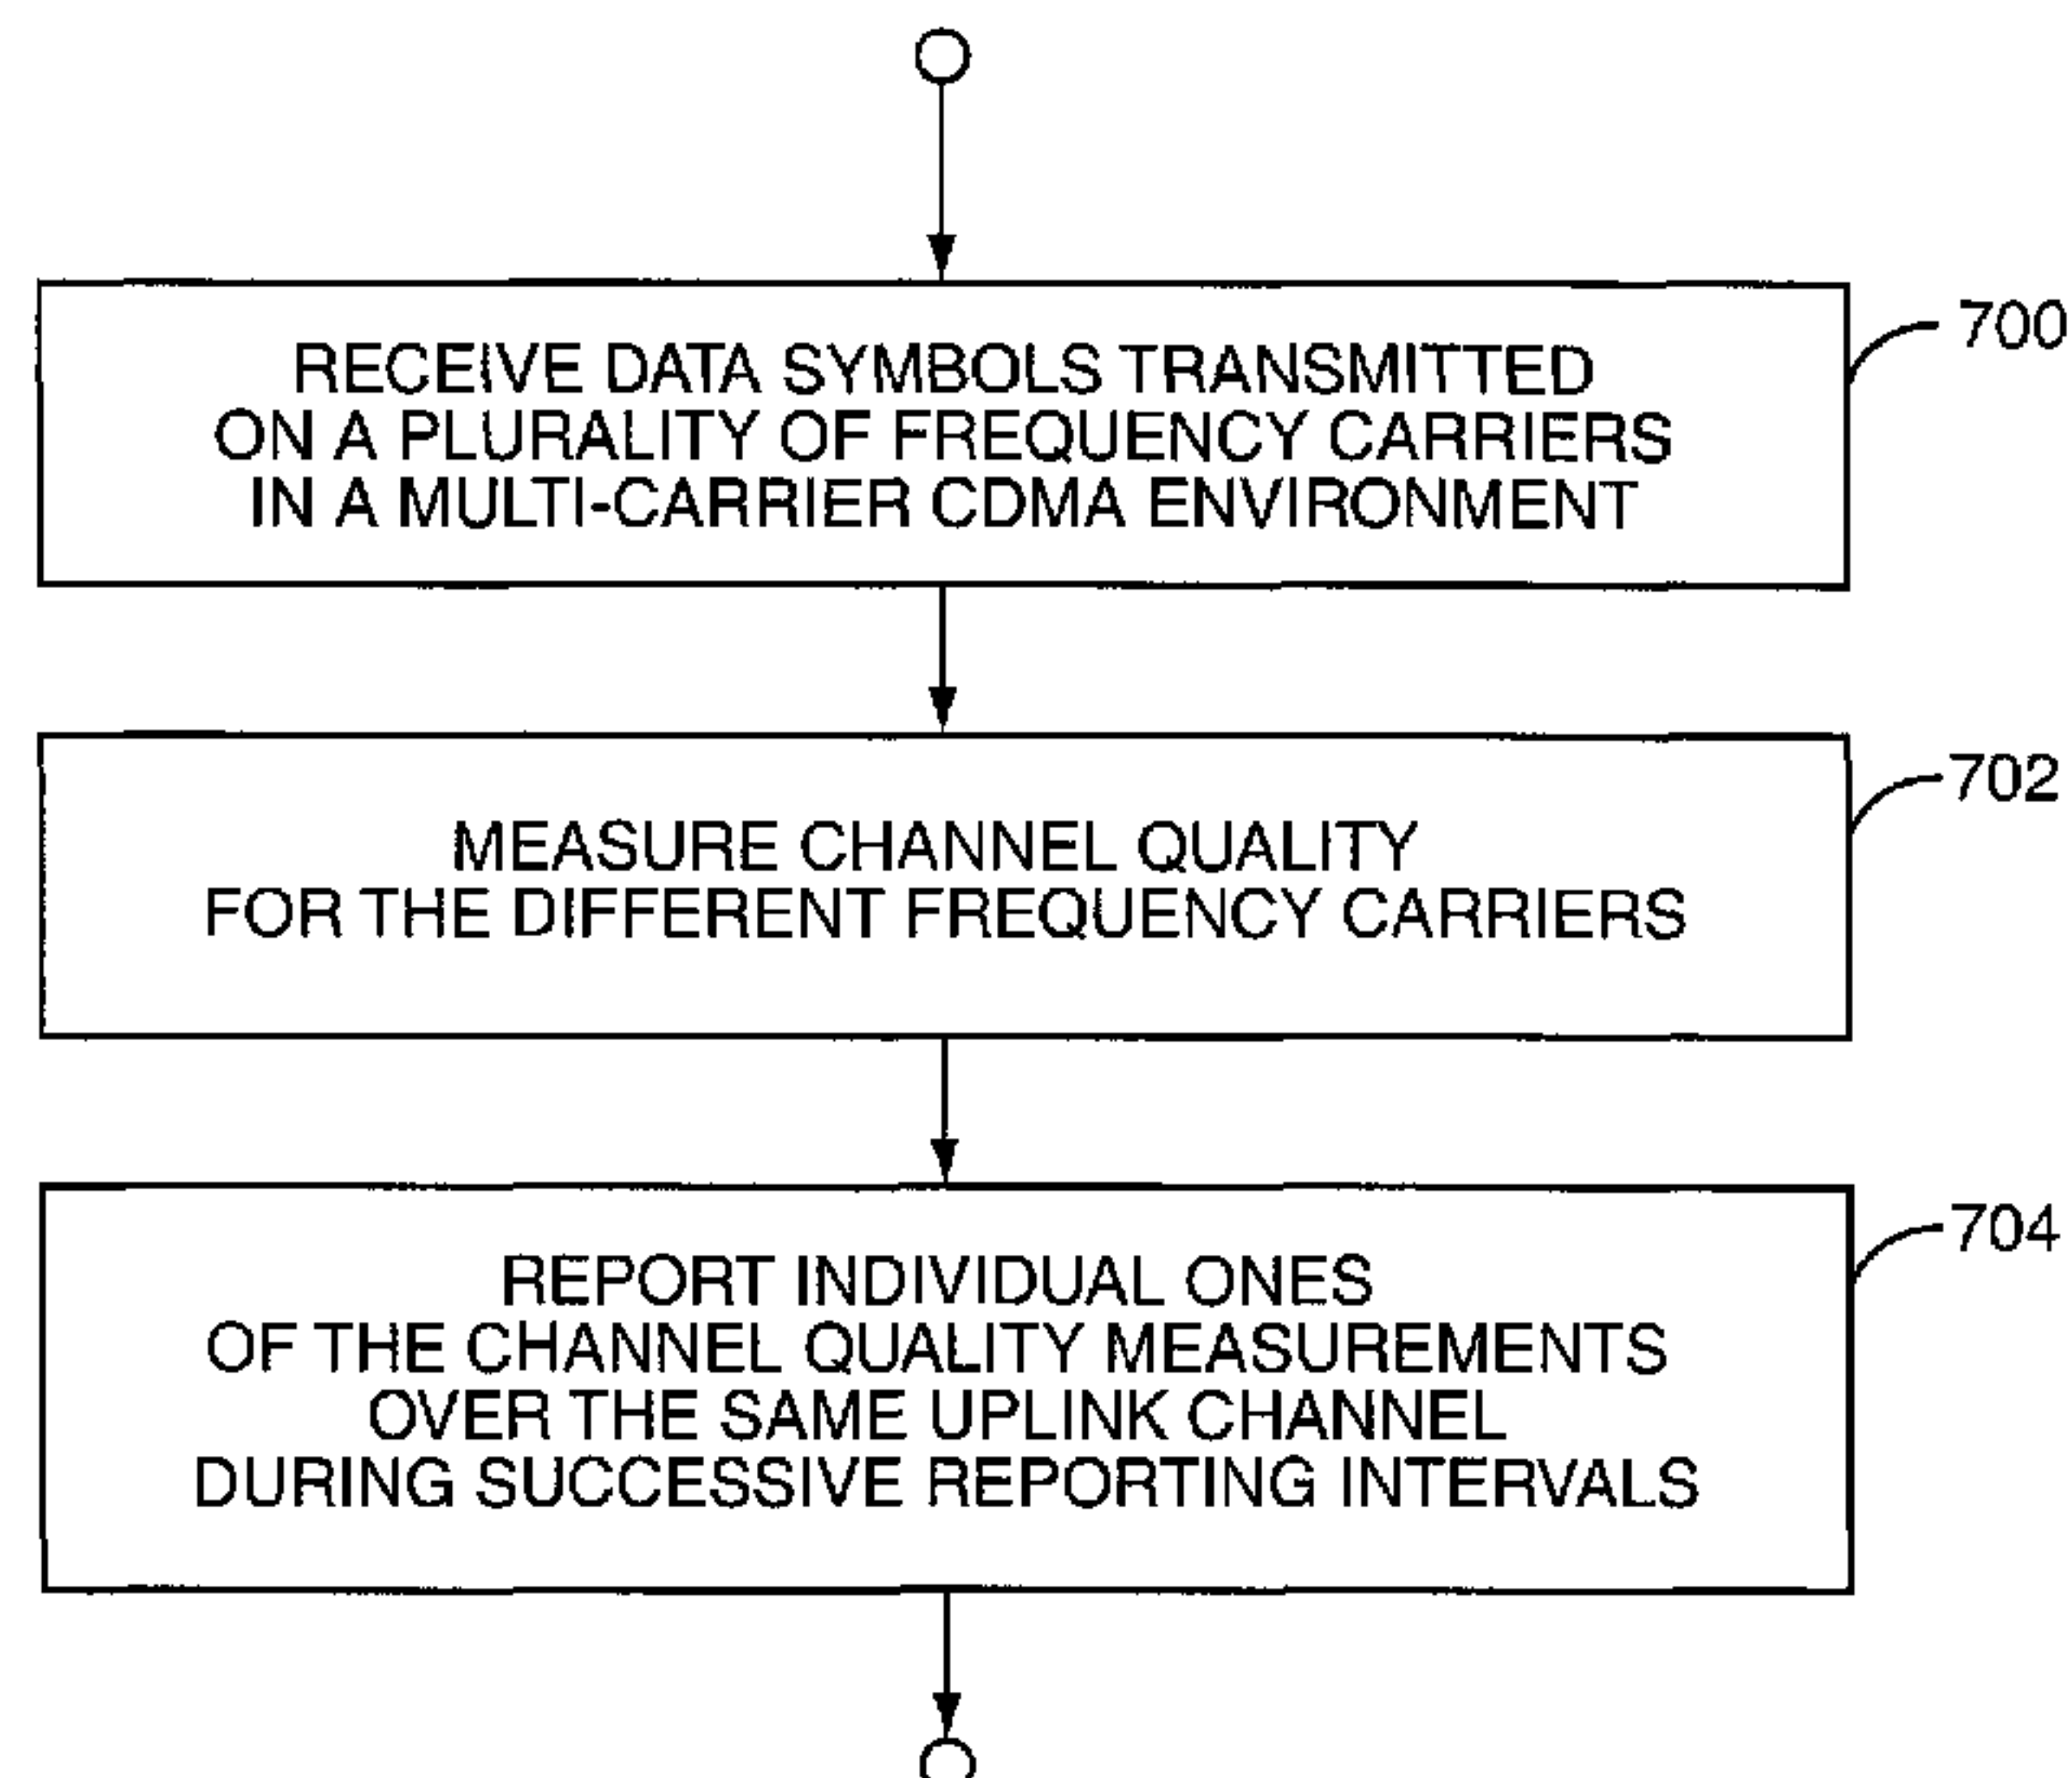 RECEIVE DATA SYMBOLS TRANSMITTED
ON A PLURALITY OF FREQUENCY CARRIERS
IN A MULTI-CARRIER CDMA ENVIRONMENT
700
MEASURE CHANNEL QUALITY
FOR THE DIFFERENT FREQUENCY CARRIERS
702
REPORT INDIVIDUAL ONES
OF THE CHANNEL QUALITY MEASUREMENTS
OVER THE SAME UPLINK CHANNEL
DURING SUCCESSIVE REPORTING INTERVALS
704